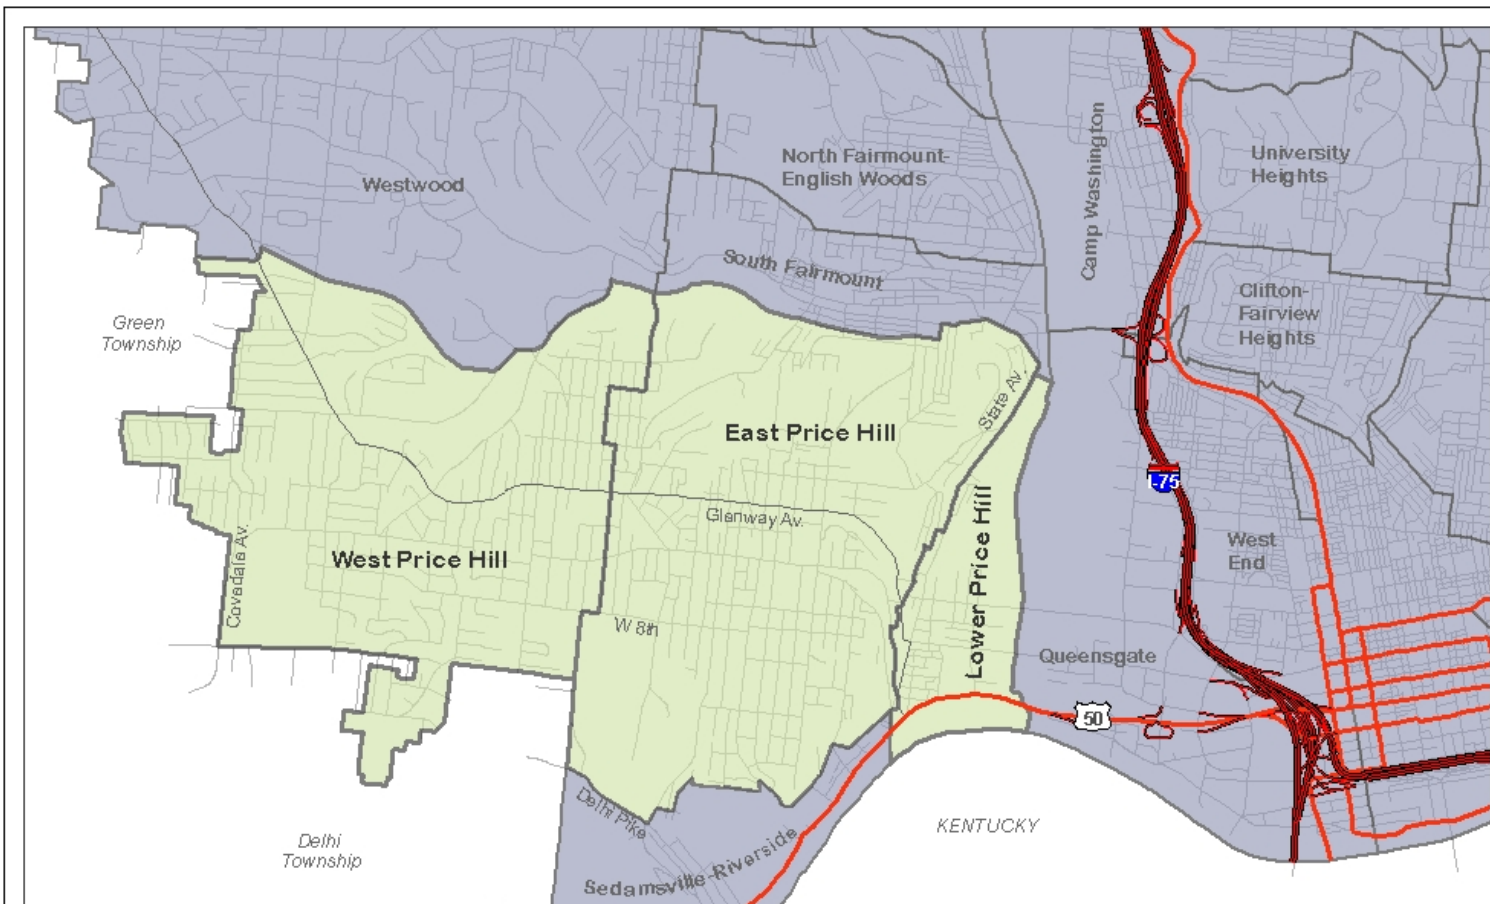 Westwood
North Fairmount-
English Woods
Camp Washington
University
Heights
South Fairmount
Green
Township
Clifton-
Fairview
Heights
State Av.
East Price Hill
I-75
Glenway Av.
Lower Price Hill
West
End
West Price Hill
Covedale Av.
W 8th
Queensgate
50
Delhi Pike
KENTUCKY
Delhi
Township
Sedamsville-Riverside